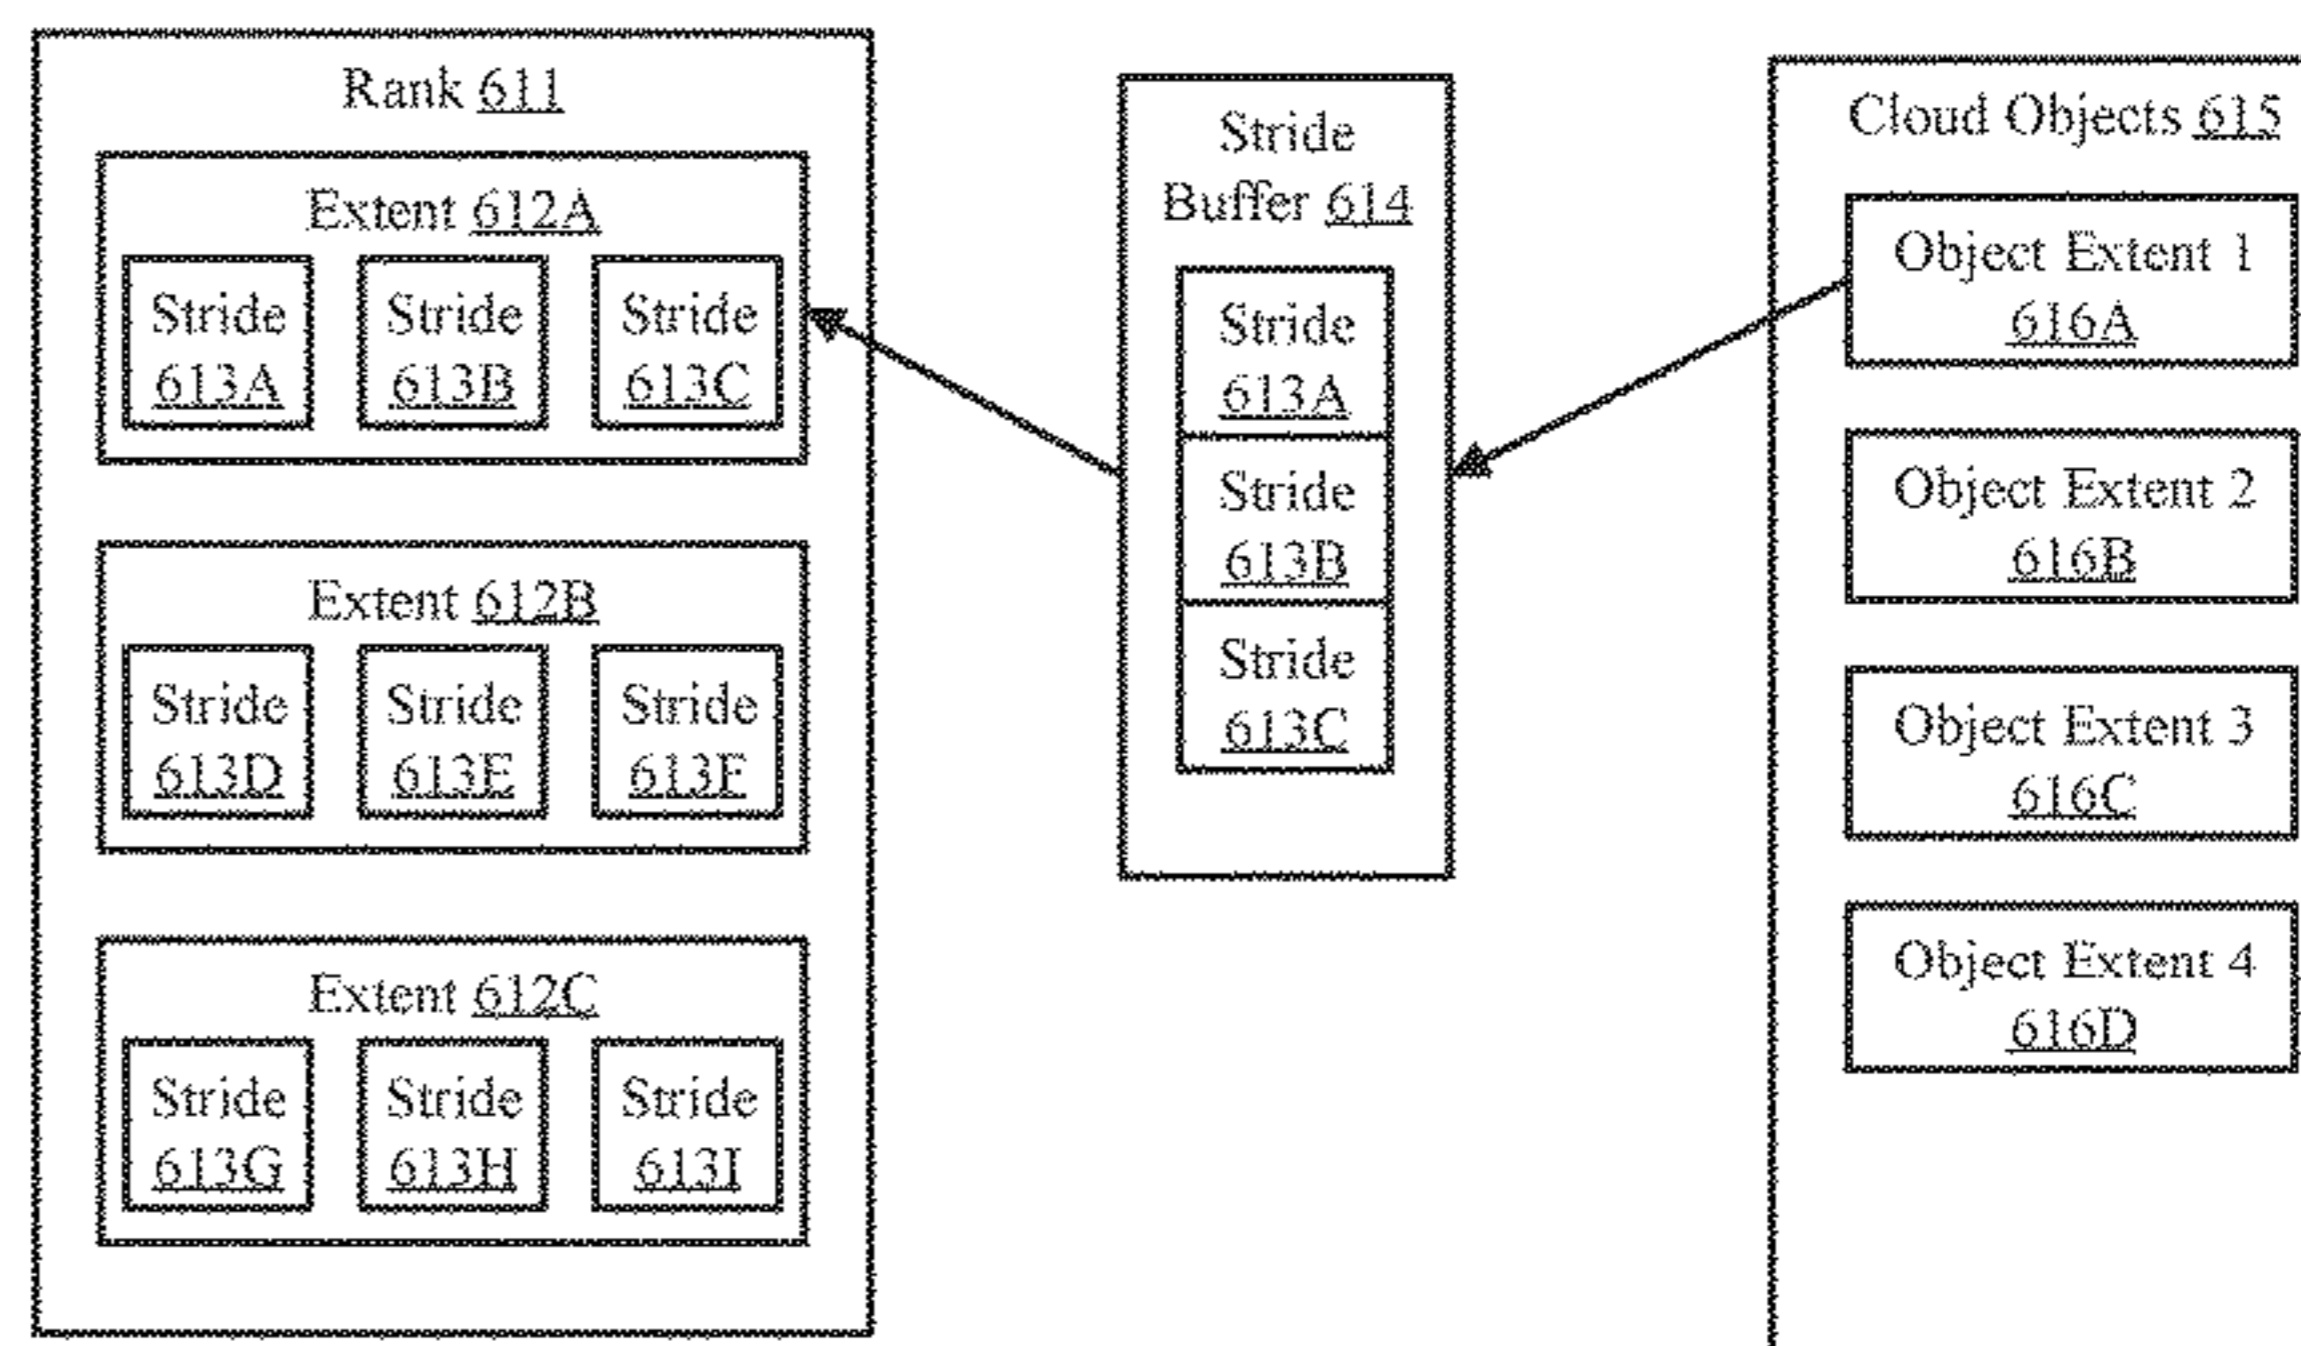 Rank 611
Extent 612A
Stride 613A
Stride 613B
Stride 613C
Extent 612B
Stride 613D
Stride 613E
Stride 613F
Extent 612C
Stride 613G
Stride 613H
Stride 613I
Stride
Buffer 614
Stride
613A
Stride
613B
Stride
613C
Cloud Objects 615
Object Extent 1
616A
Object Extent 2
616B
Object Extent 3
616C
Object Extent 4
616D